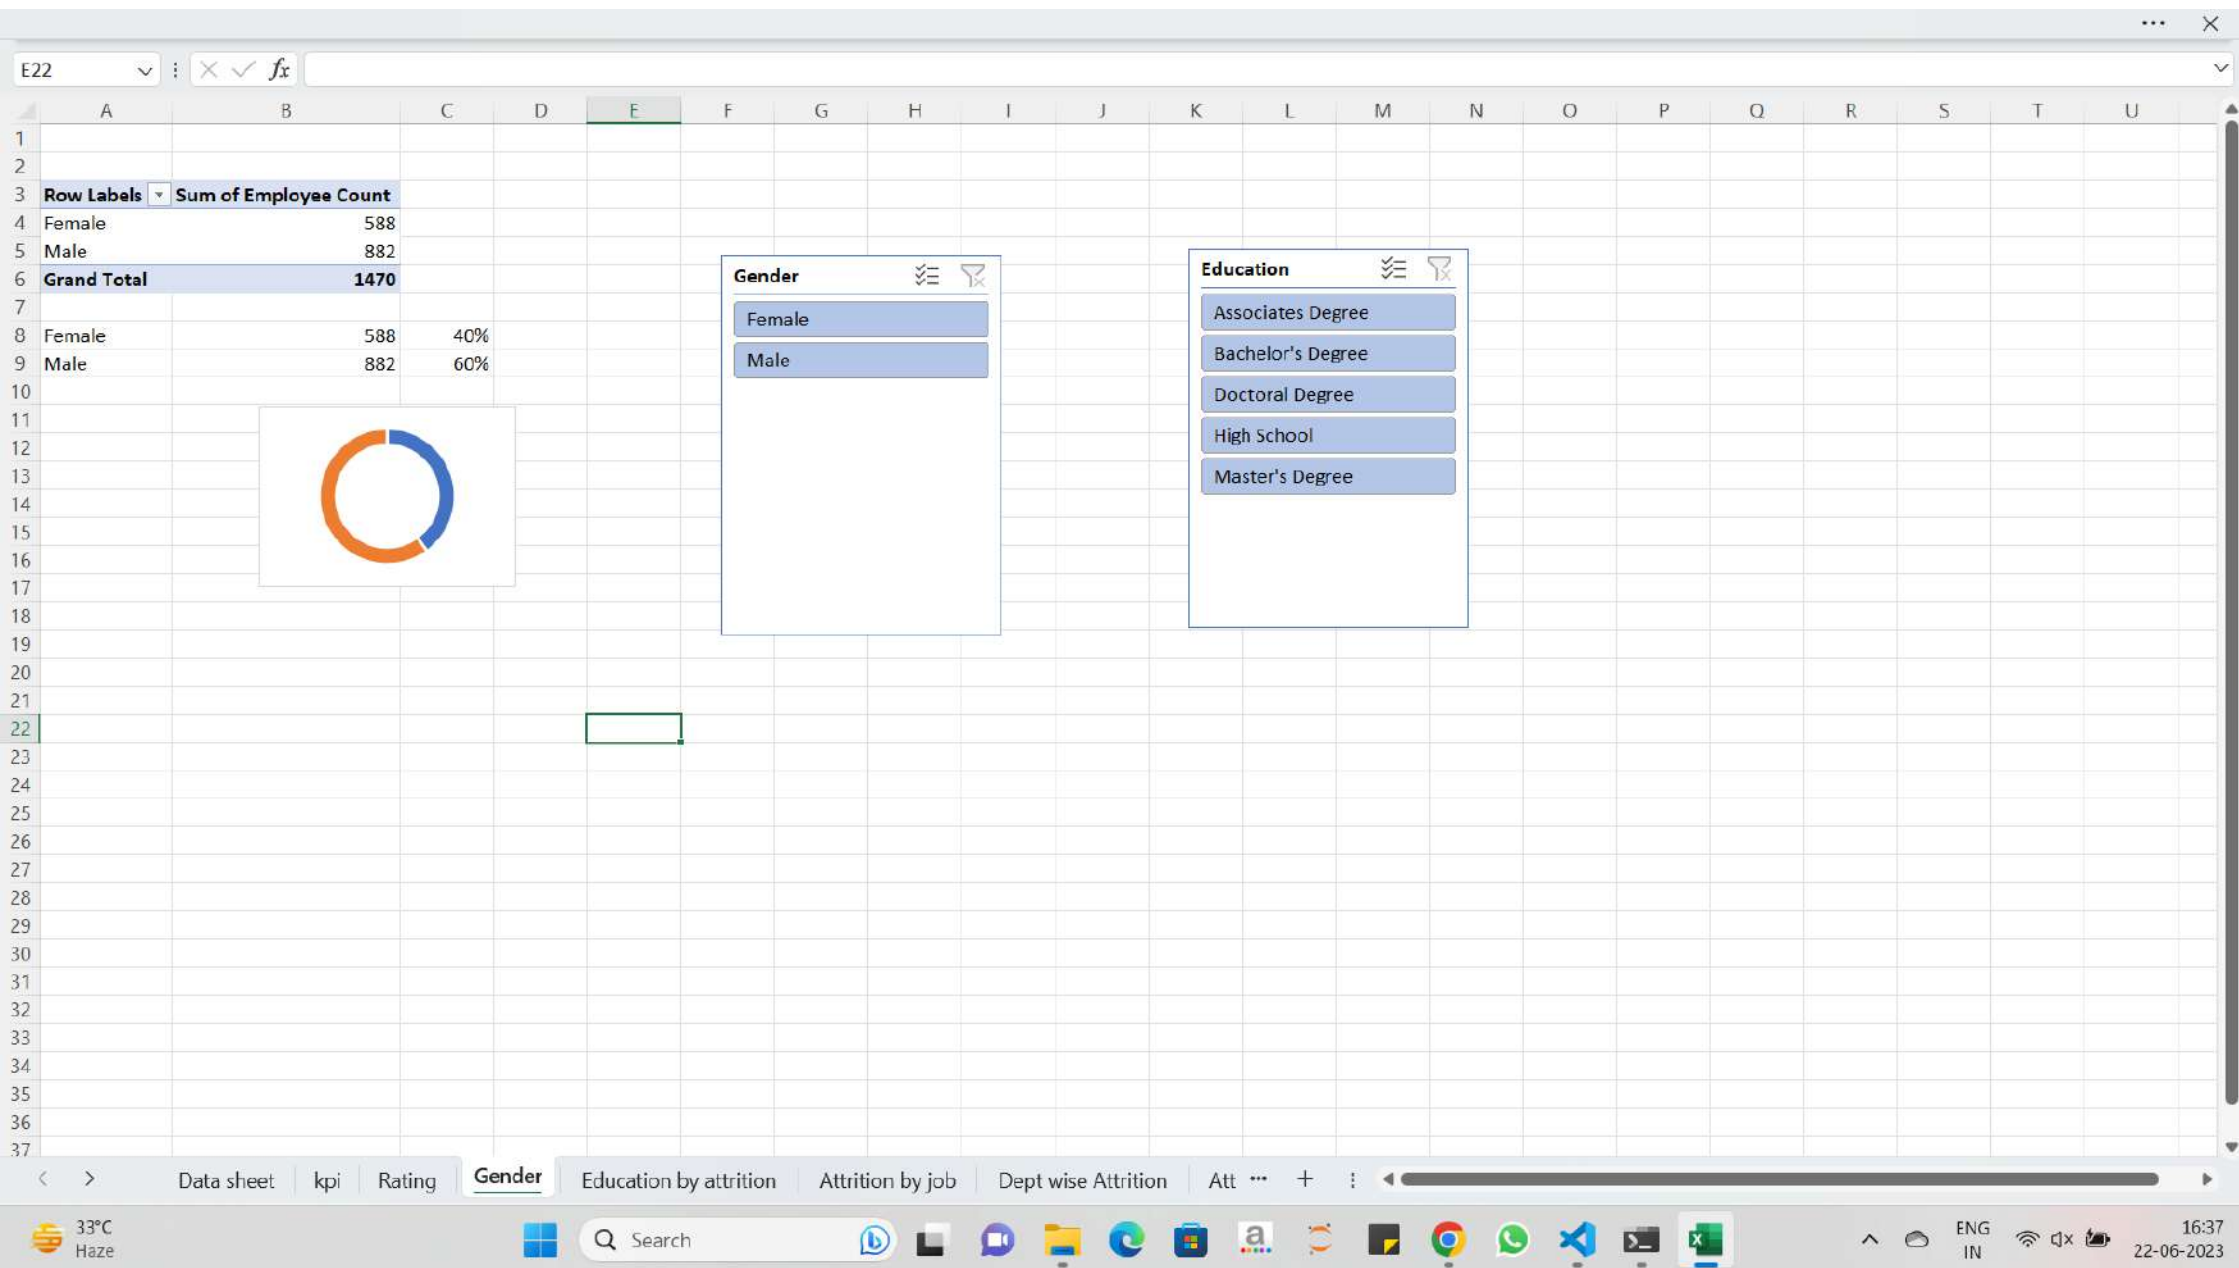 E22 fx
A B C D E F G H I J K L M N O P Q R S T U
1
2
3 Row Labels Sum of Employee Count
4 Female 588
5 Male 882
6 Grand Total 1470
7
8 Female 588 40%
9 Male 882 60%
10
11
12
13
14
15
16
17
18
19
20
21
22
23
24
25
26
27
28
29
30
31
32
33
34
35
36
37
Gender
Female
Male
Education
Associates Degree
Bachelor's Degree
Doctoral Degree
High School
Master's Degree
Data sheet kpi Rating Gender Education by attrition Attrition by job Dept wise Attrition Att ··· +
33°C
Haze
Search
a
ENG
IN
16:37
22-06-2023